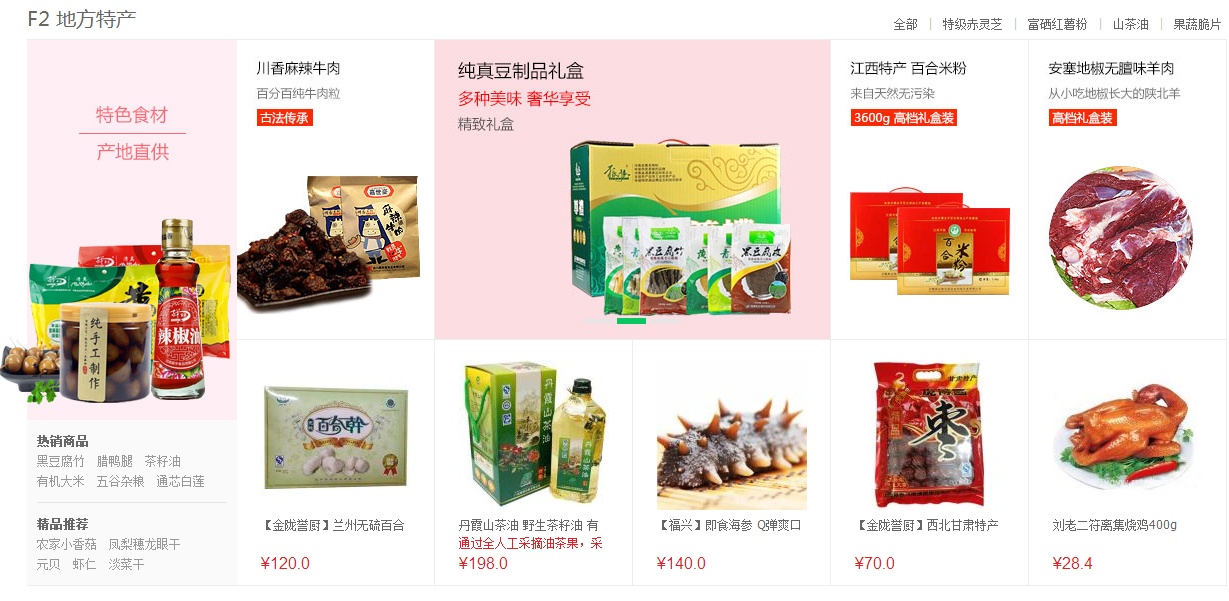 F2 地方特产
全部
特级赤灵芝
富硒红薯粉
山茶油
果蔬脆片
特色食材
产地直供
纯手工制作
辣椒油
热销商品
黑豆腐竹 腊鸭腿 茶籽油
有机大米 五谷杂粮 通芯白莲
精品推荐
农家小香菇 凤梨穗龙眼干
元贝 虾仁 淡菜干
川香麻辣牛肉
百分百纯牛肉粒
古法传承
纯真豆制品礼盒
多种美味 奢华享受
精致礼盒
黑豆腐竹
黑豆腐皮
江西特产 百合米粉
来自天然无污染
3600g 高档礼盒装
百合米粉
安塞地椒无膻味羊肉
从小吃地椒长大的陕北羊
高档礼盒装
百合干
【金陇誉厨】兰州无硫百合
¥120.0
丹霞山茶油
丹霞山茶油 野生茶籽油 有
通过全人工采摘油茶果，采
¥198.0
【福兴】即食海参 Q弹爽口
¥140.0
枣
【金陇誉厨】西北甘肃特产
¥70.0
刘老二符离集烧鸡400g
¥28.4